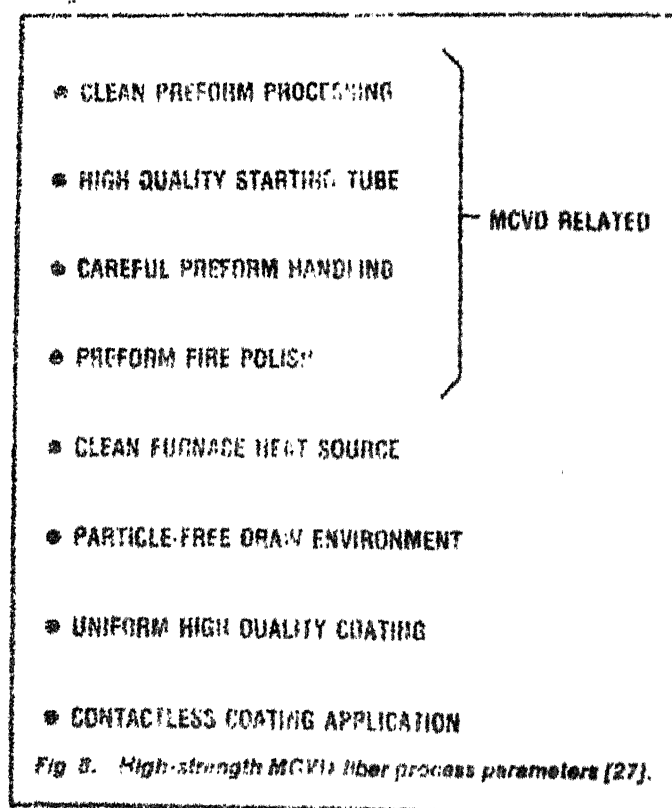 • CLEAN PREFORM PROCESSING
• HIGH QUALITY STARTING TUBE
MCVD RELATED
• CAREFUL PREFORM HANDLING
• PREFORM FIRE POLISH
• CLEAN FURNACE HEAT SOURCE
• PARTICLE-FREE DRAW ENVIRONMENT
• UNIFORM HIGH QUALITY COATING
• CONTACTLESS COATING APPLICATION
Fig 8. High-strength MCVD fiber process parameters [27].